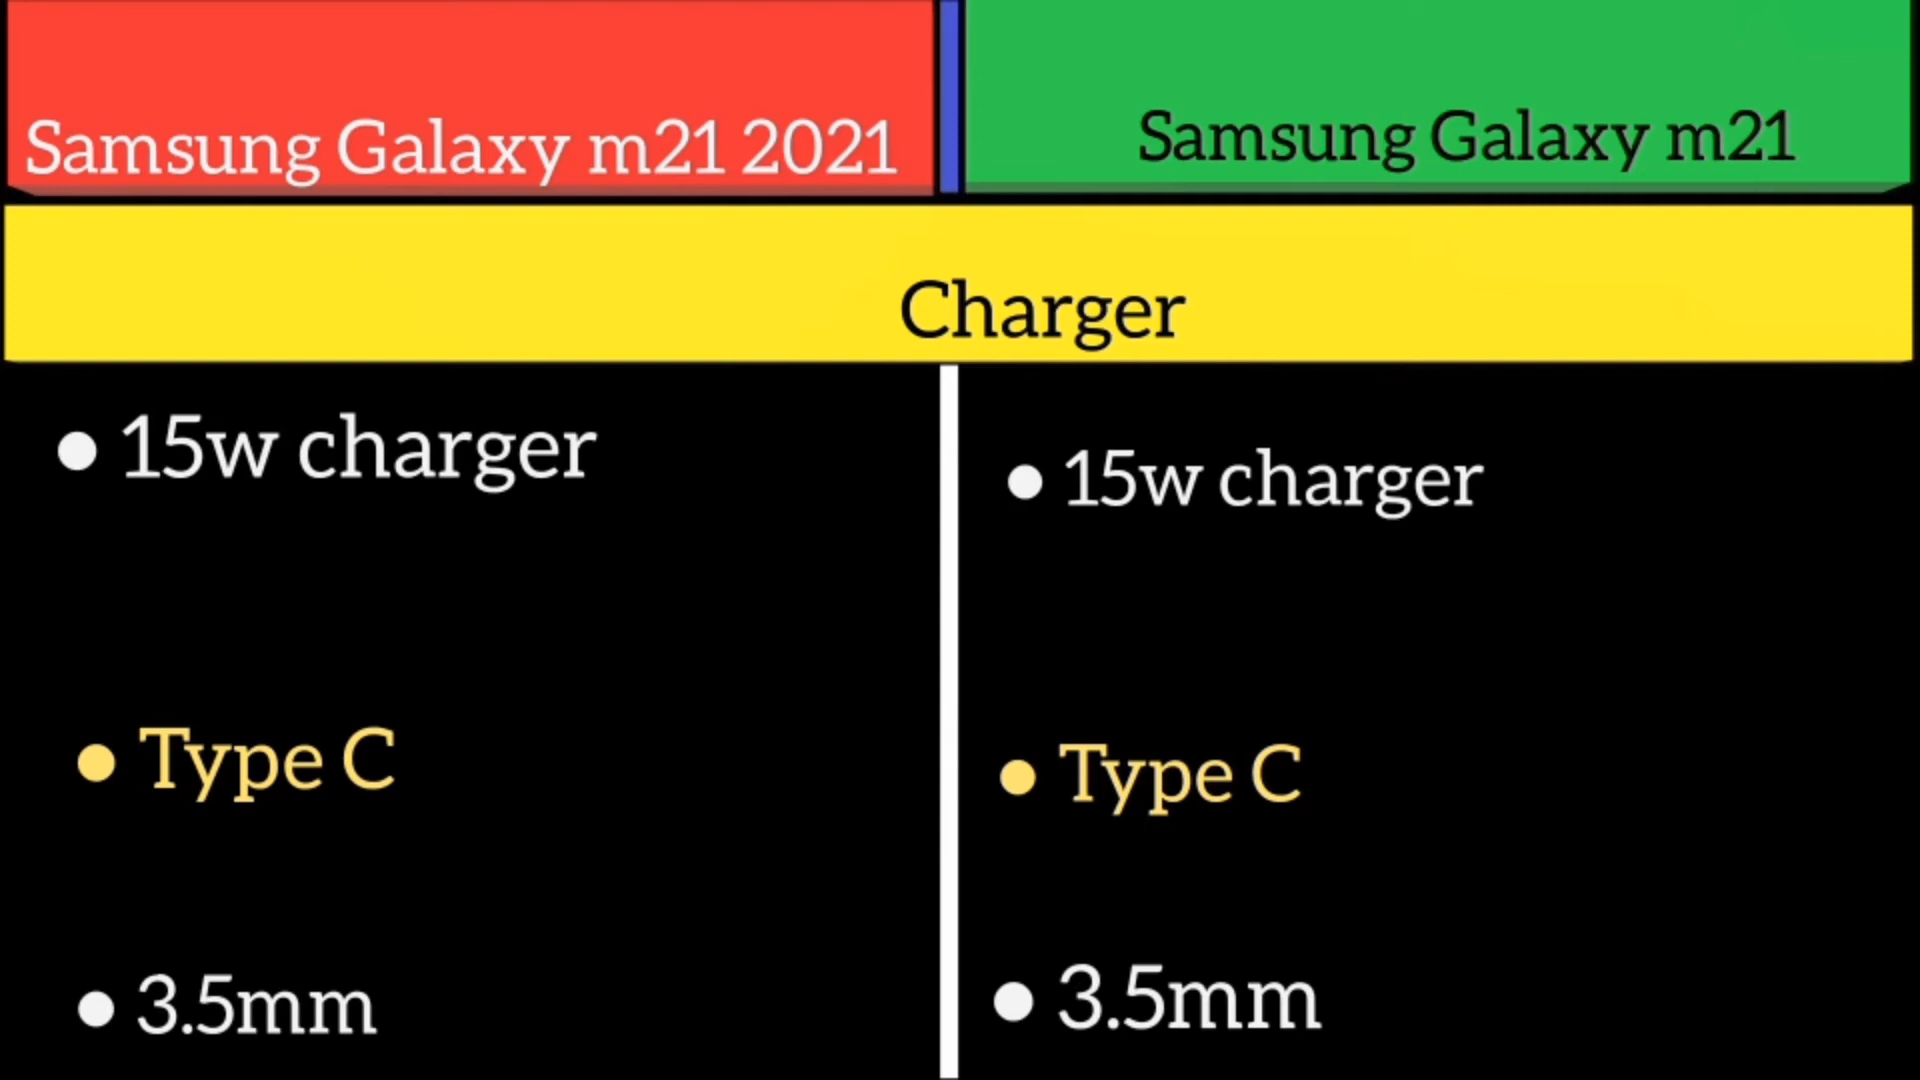 Samsung Galaxy m21 2021
Samsung Galaxy m21
Charger
15w charger
15w charger
Type C
Type C
3.5mm
3.5mm